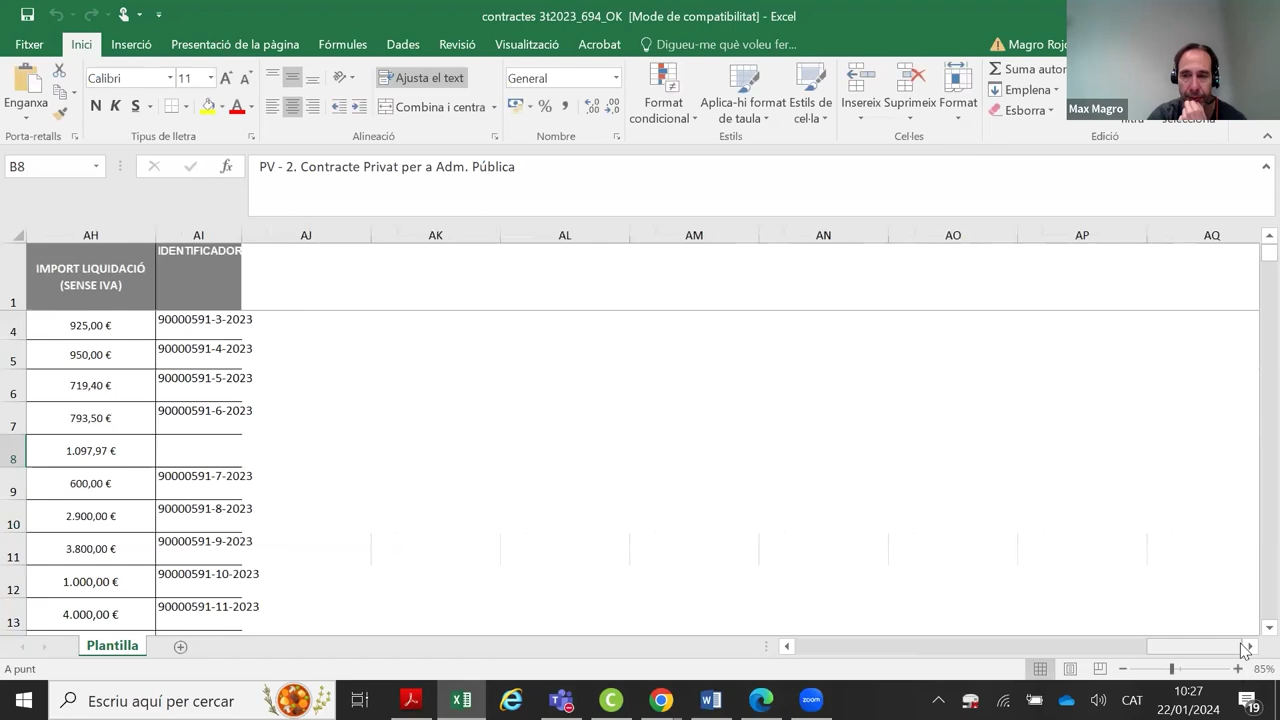 contractes 3t2023_694_OK [Mode de compatibilitat] - Excel
Fitxer Inici Inserció Presentació de la pàgina Fórmules Dades Revisió Visualització Acrobat Digueu-me què voleu fer... Magro Rojo
Enganxa
Porta-retalls
Calibri 11
N K S
Tipus de lletra
Ajusta el text
Combina i centra
Alineació
General
% ,
Nombre
Format condicional
Aplica-hi format de taula
Estils de cel·la
Estils
Insereix Suprimeix Format
Cel·les
Suma autor
Emplena
Esborra
selecciona
Edició
Max Magro
B8 fx PV - 2. Contracte Privat per a Adm. Pública
AH AI AJ AK AL AM AN AO AP AQ
1 IMPORT LIQUIDACIÓ (SENSE IVA) IDENTIFICADOR
4 925,00 € 90000591-3-2023
5 950,00 € 90000591-4-2023
6 719,40 € 90000591-5-2023
7 793,50 € 90000591-6-2023
8 1.097,97 €
9 600,00 € 90000591-7-2023
10 2.900,00 € 90000591-8-2023
11 3.800,00 € 90000591-9-2023
12 1.000,00 € 90000591-10-2023
13 4.000,00 € 90000591-11-2023
Plantilla
A punt 85%
Escriu aquí per cercar zoom CAT 10:27
22/01/2024 19